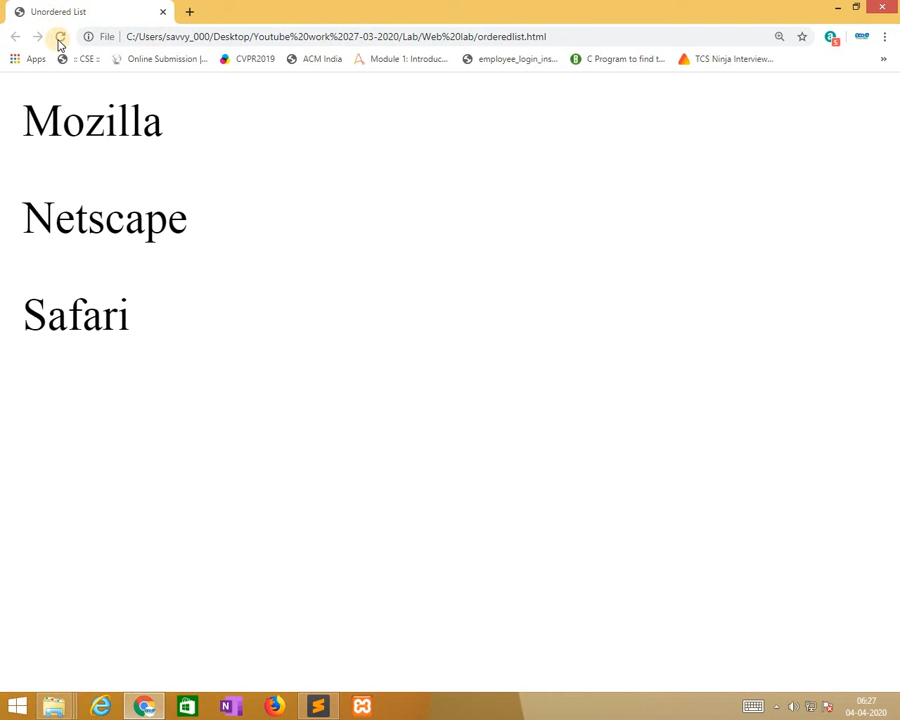 Unordered List
File
C:/Users/savvy_000/Desktop/Youtube%20work%2027-03-2020/Lab/Web%20lab/orderedlist.html
Apps
:: CSE ::
Online Submission |...
CVPR2019
ACM India
Module 1: Introduc...
employee_login_ins...
C Program to find t...
TCS Ninja Interview...
»
Mozilla
Netscape
Safari
06:27
04-04-2020